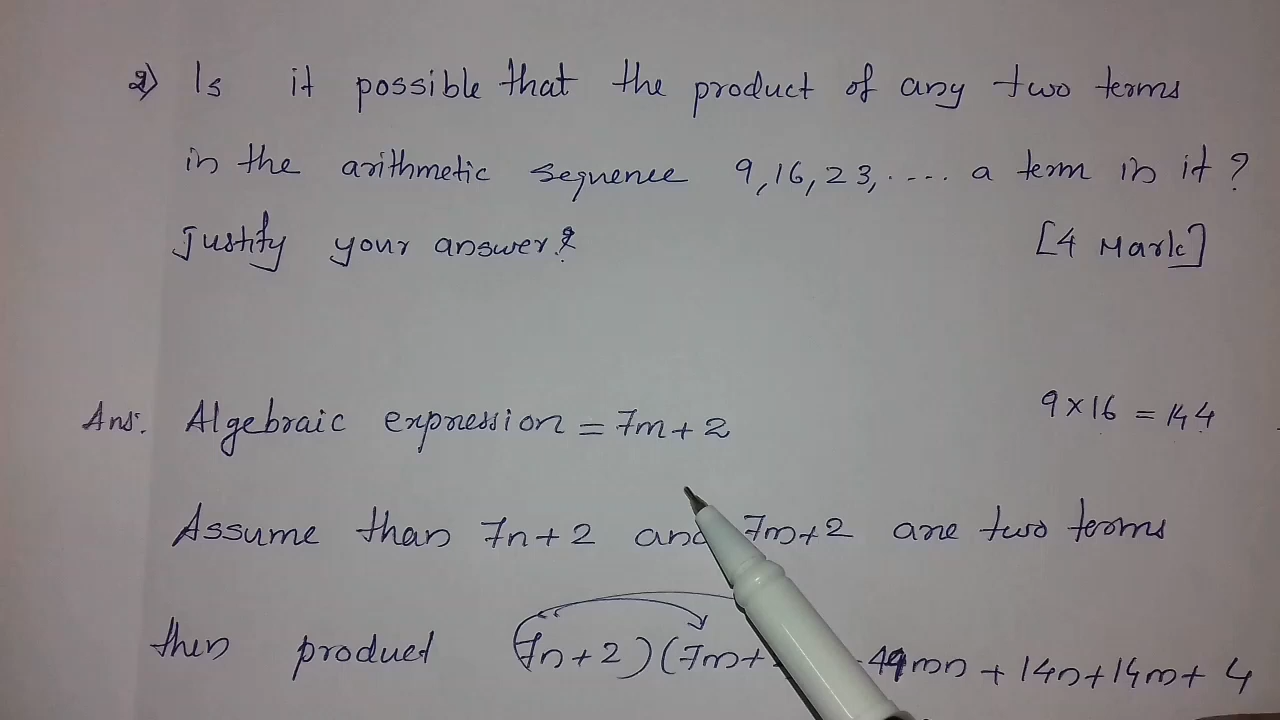 2) Is it possible that the product of any two terms
in the arithmetic sequence 9,16,23,.... a term in it?
Justify your answer? [4 Mark]
9×16 = 144
Ans: Algebraic expression = 7n+2
Assume than 7n+2 and 7m+2 are two terms
then product (7n+2)(7m+ 49mn + 14n+14m+ 4